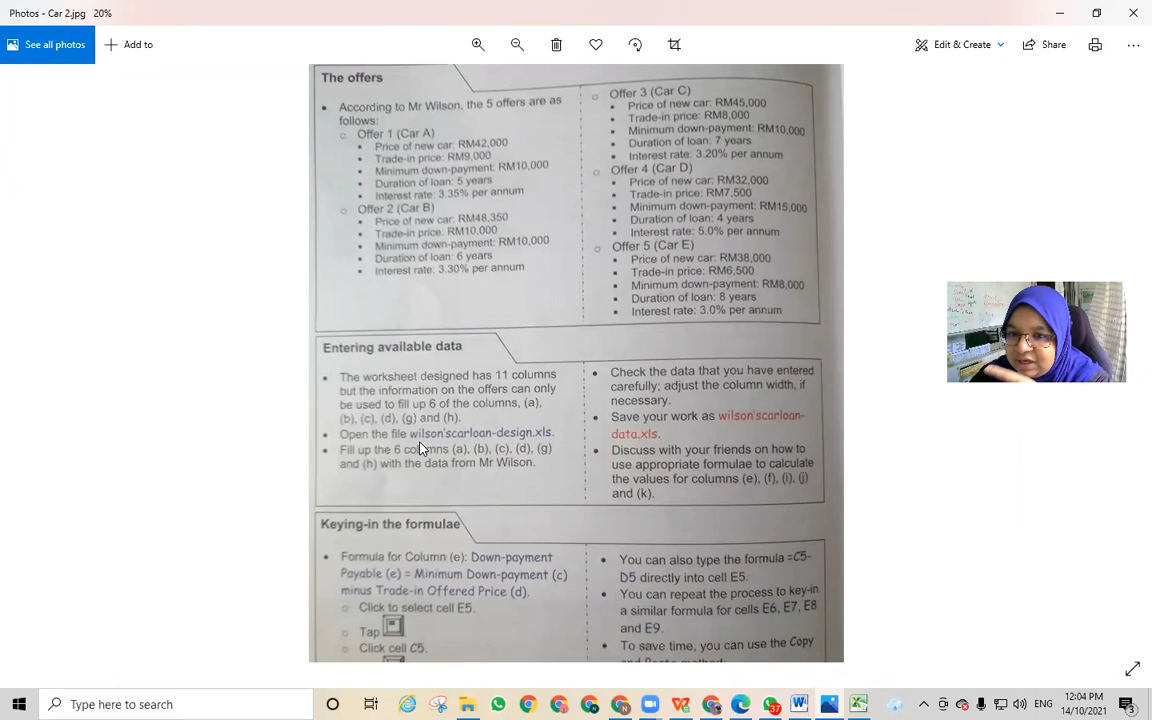 Photos - Car 2.jpg 20%
See all photos
Add to
Edit & Create
Share
The offers
According to Mr Wilson, the 5 offers are as
follows:
Offer 1 (Car A)
Price of new car: RM42,000
Trade-in price: RM9,000
Minimum down-payment: RM10,000
Duration of loan: 5 years
Interest rate: 3.35% per annum
Offer 2 (Car B)
Price of new car: RM48,350
Trade-in price: RM10,000
Minimum down-payment: RM10,000
Duration of loan: 6 years
Interest rate: 3.30% per annum
Offer 3 (Car C)
Price of new car: RM45,000
Trade-in price: RM8,000
Minimum down-payment: RM10,000
Duration of loan: 7 years
Interest rate: 3.20% per annum
Offer 4 (Car D)
Price of new car: RM32,000
Trade-in price: RM7,500
Minimum down-payment: RM15,000
Duration of loan: 4 years
Interest rate: 5.0% per annum
Offer 5 (Car E)
Price of new car: RM38,000
Trade-in price: RM6,500
Minimum down-payment: RM8,000
Duration of loan: 8 years
Interest rate: 3.0% per annum
Entering available data
The worksheet designed has 11 columns
but the information on the offers can only
be used to fill up 6 of the columns, (a),
(b), (c), (d), (g) and (h).
Open the file wilson'scarloan-design.xls.
Fill up the 6 columns (a), (b), (c), (d), (g)
and (h) with the data from Mr Wilson.
Check the data that you have entered
carefully; adjust the column width, if
necessary.
Save your work as wilson'scarloan-
data.xls.
Discuss with your friends on how to
use appropriate formulae to calculate
the values for columns (e), (f), (i), (j)
and (k).
Keying-in the formulae
Formula for Column (e): Down-payment
Payable (e) = Minimum Down-payment (c)
minus Trade-in Offered Price (d).
Click to select cell E5.
Tap
Click cell C5.
You can also type the formula =C5-
D5 directly into cell E5.
You can repeat the process to key-in
a similar formula for cells E6, E7, E8
and E9.
To save time, you can use the Copy
Type here to search
37
ENG
12:04 PM
14/10/2021
3